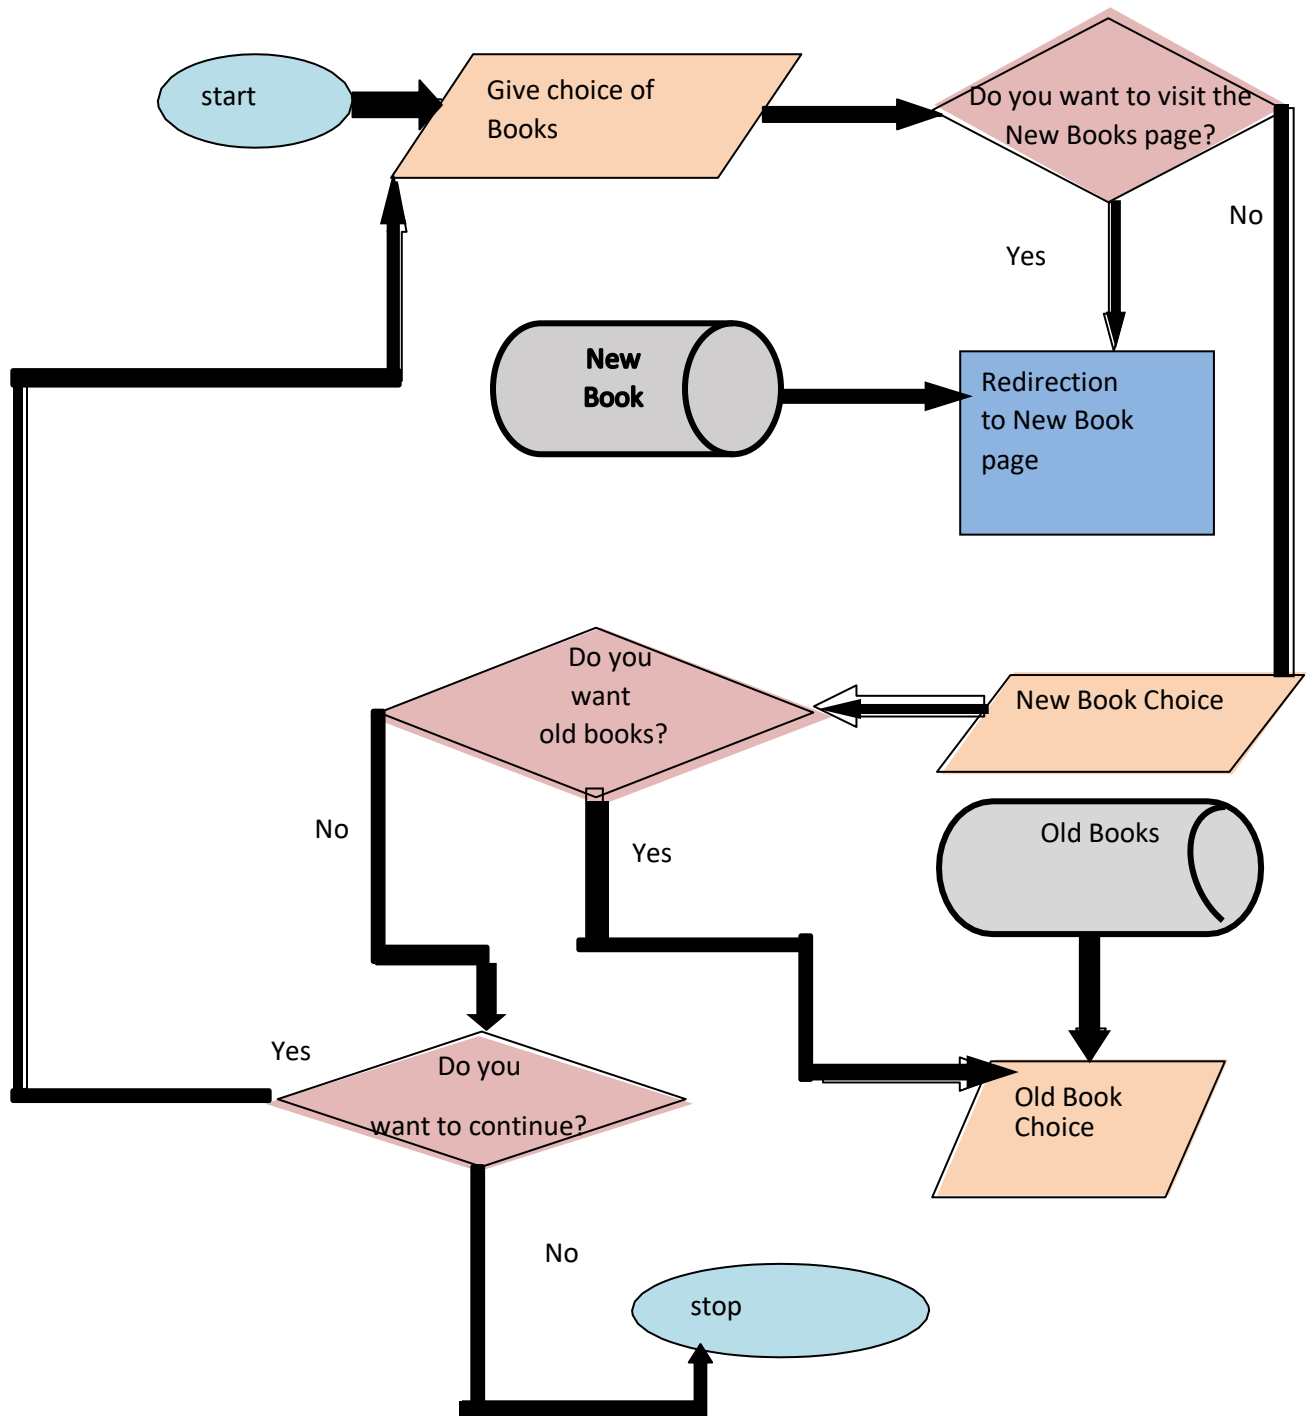 start
Give choice of
Books
Do you want to visit the
New Books page?
No
Yes
New
Book
Redirection
to New Book
page
Do you
want
old books?
New Book Choice
No
Yes
Old Books
Yes
Do you
want to continue?
Old Book
Choice
No
stop